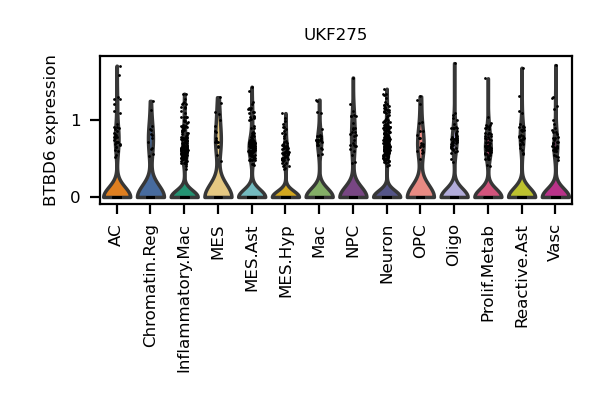 UKF275
BTBD6 expression
1
0
AC
Chromatin.Reg
Inflammatory.Mac
MES
MES.Ast
MES.Hyp
Mac
NPC
Neuron
OPC
Oligo
Prolif.Metab
Reactive.Ast
Vasc